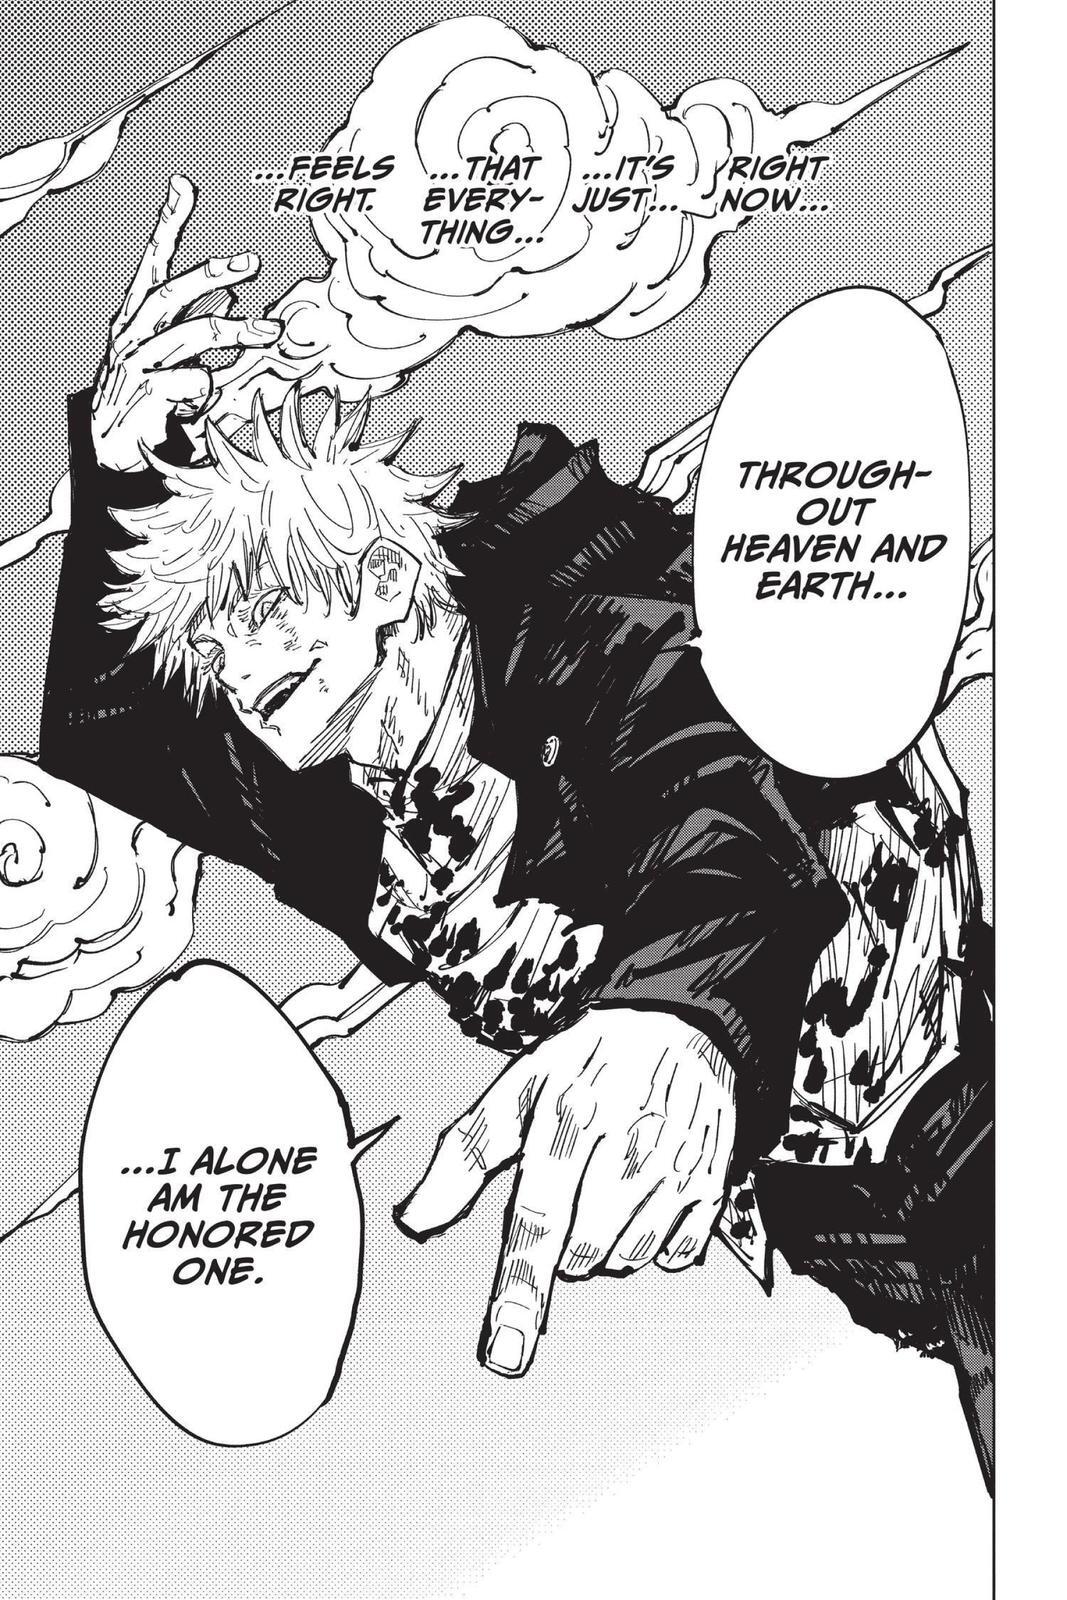 RIGHT
NOW...
...IT'S
JUST...
...THAT
EVERY-
THING...
...FEELS
RIGHT.
THROUGH-
OUT
HEAVEN AND
EARTH...
...I ALONE
AM THE
HONORED
ONE.